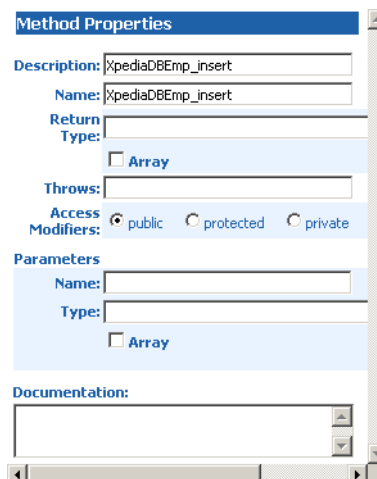 Method Properties
Description: XpediaDBEmp_insert
Name: XpediaDBEmp_insert
Return
Type:
Array
Throws:
Access
Modifiers: public protected private
Parameters
Name:
Type:
Array
Documentation: